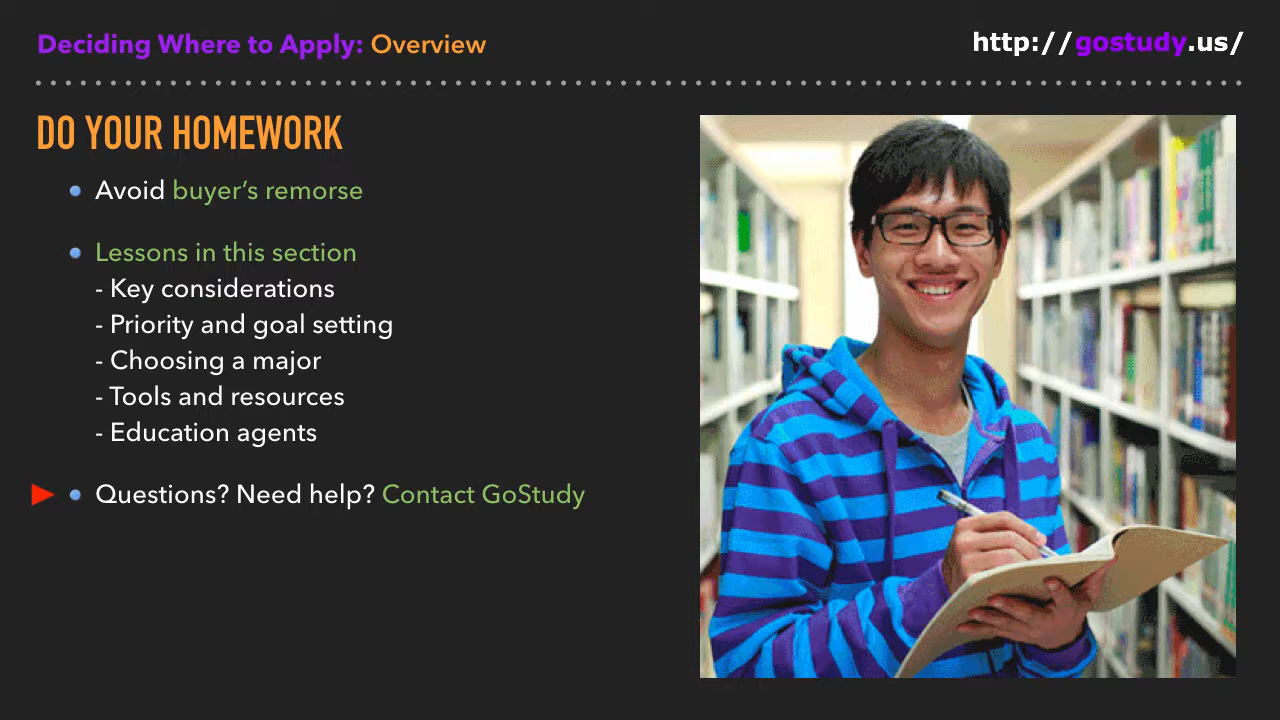 Deciding Where to Apply: Overview
http://gostudy.us/
DO YOUR HOMEWORK
Avoid buyer’s remorse
Lessons in this section
- Key considerations
- Priority and goal setting
- Choosing a major
- Tools and resources
- Education agents
Questions? Need help? Contact GoStudy